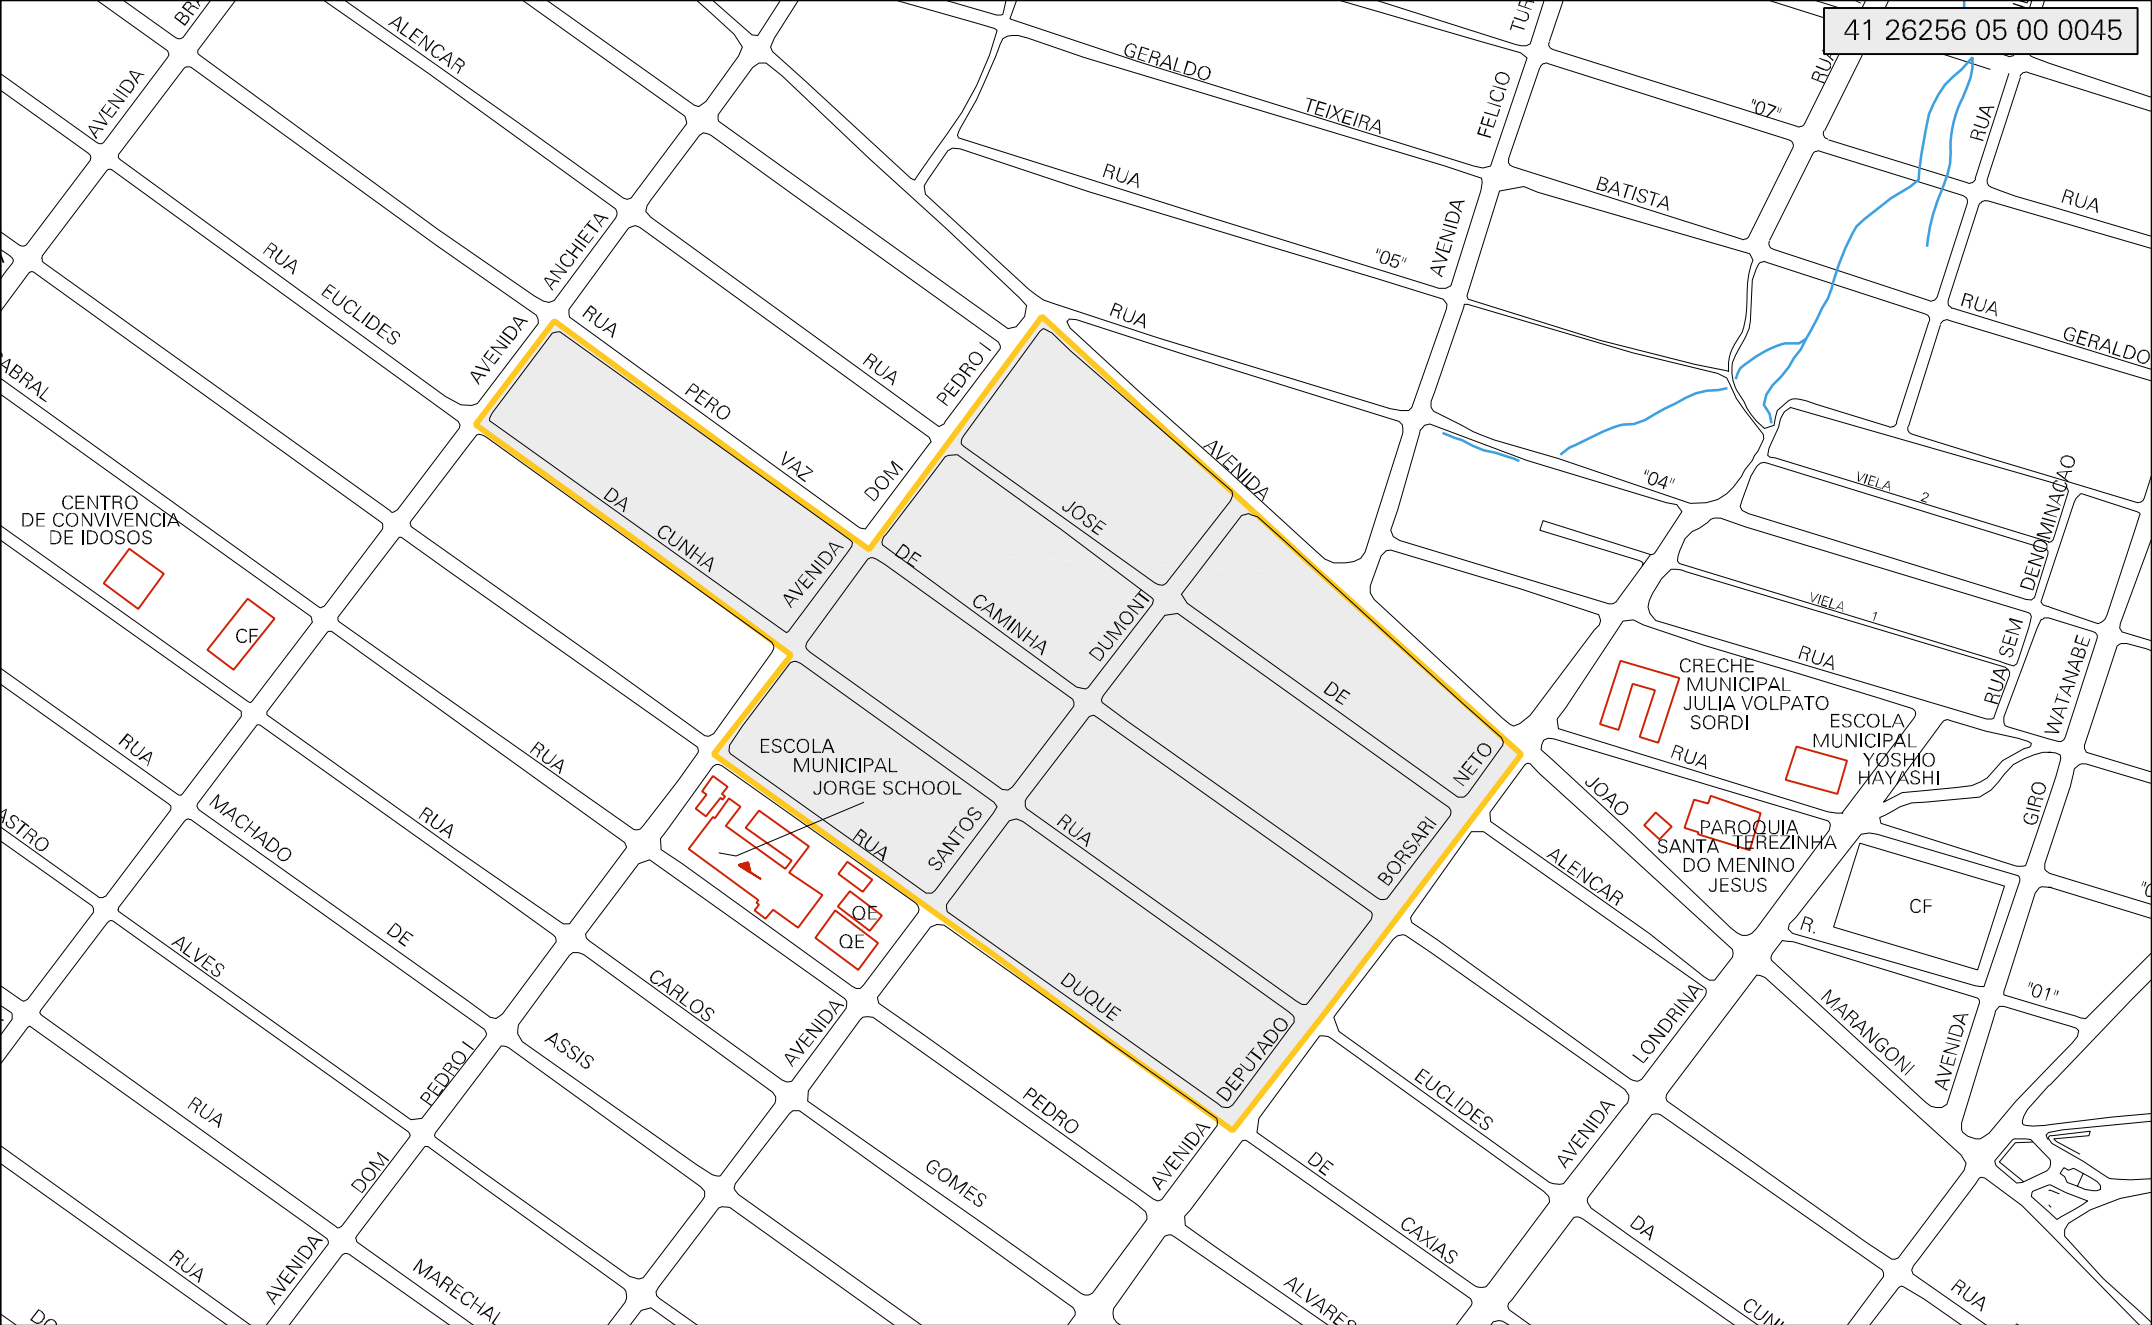 41 26256 05 00 0045
ALENCAR
AVENIDA
GERALDO
TEIXEIRA
FELICIO
"07"
RUA
RUA
RUA
BATISTA
RUA
"05"
AVENIDA
RUA
EUCLIDES
ANCHIETA
AVENIDA
RUA
RUA
PEDRO I
RUA
RUA
GERALDO
PERO
VAZ
DOM
AVENIDA
"04"
VIELA 2
DENOMINACAO
DA
CUNHA
AVENIDA
JOSE
DE
CAMINHA
DUMONT
CENTRO
DE CONVIVENCIA
DE IDOSOS
CF
VIELA 1
RUA
RUA SEM
WATANABE
CRECHE
MUNICIPAL
JULIA VOLPATO
SORDI
ESCOLA
MUNICIPAL
YOSHIO
HAYASHI
RUA
DE
NETO
JOAO
GIRO
RUA
RUA
ESCOLA
MUNICIPAL
JORGE SCHOOL
RUA
SANTOS
RUA
BORSARI
ALENCAR
PAROQUIA
SANTA TEREZINHA
DO MENINO
JESUS
CF
R.
"01"
MACHADO
DE
RUA
QE
QE
ALVES
CARLOS
AVENIDA
ASSIS
DUQUE
DEPUTADO
LONDRINA
MARANGONI
AVENIDA
PEDRO I
RUA
DOM
PEDRO
AVENIDA
EUCLIDES
AVENIDA
GOMES
DE
CAXIAS
DA
RUA
RUA
AVENIDA
MARECHAL